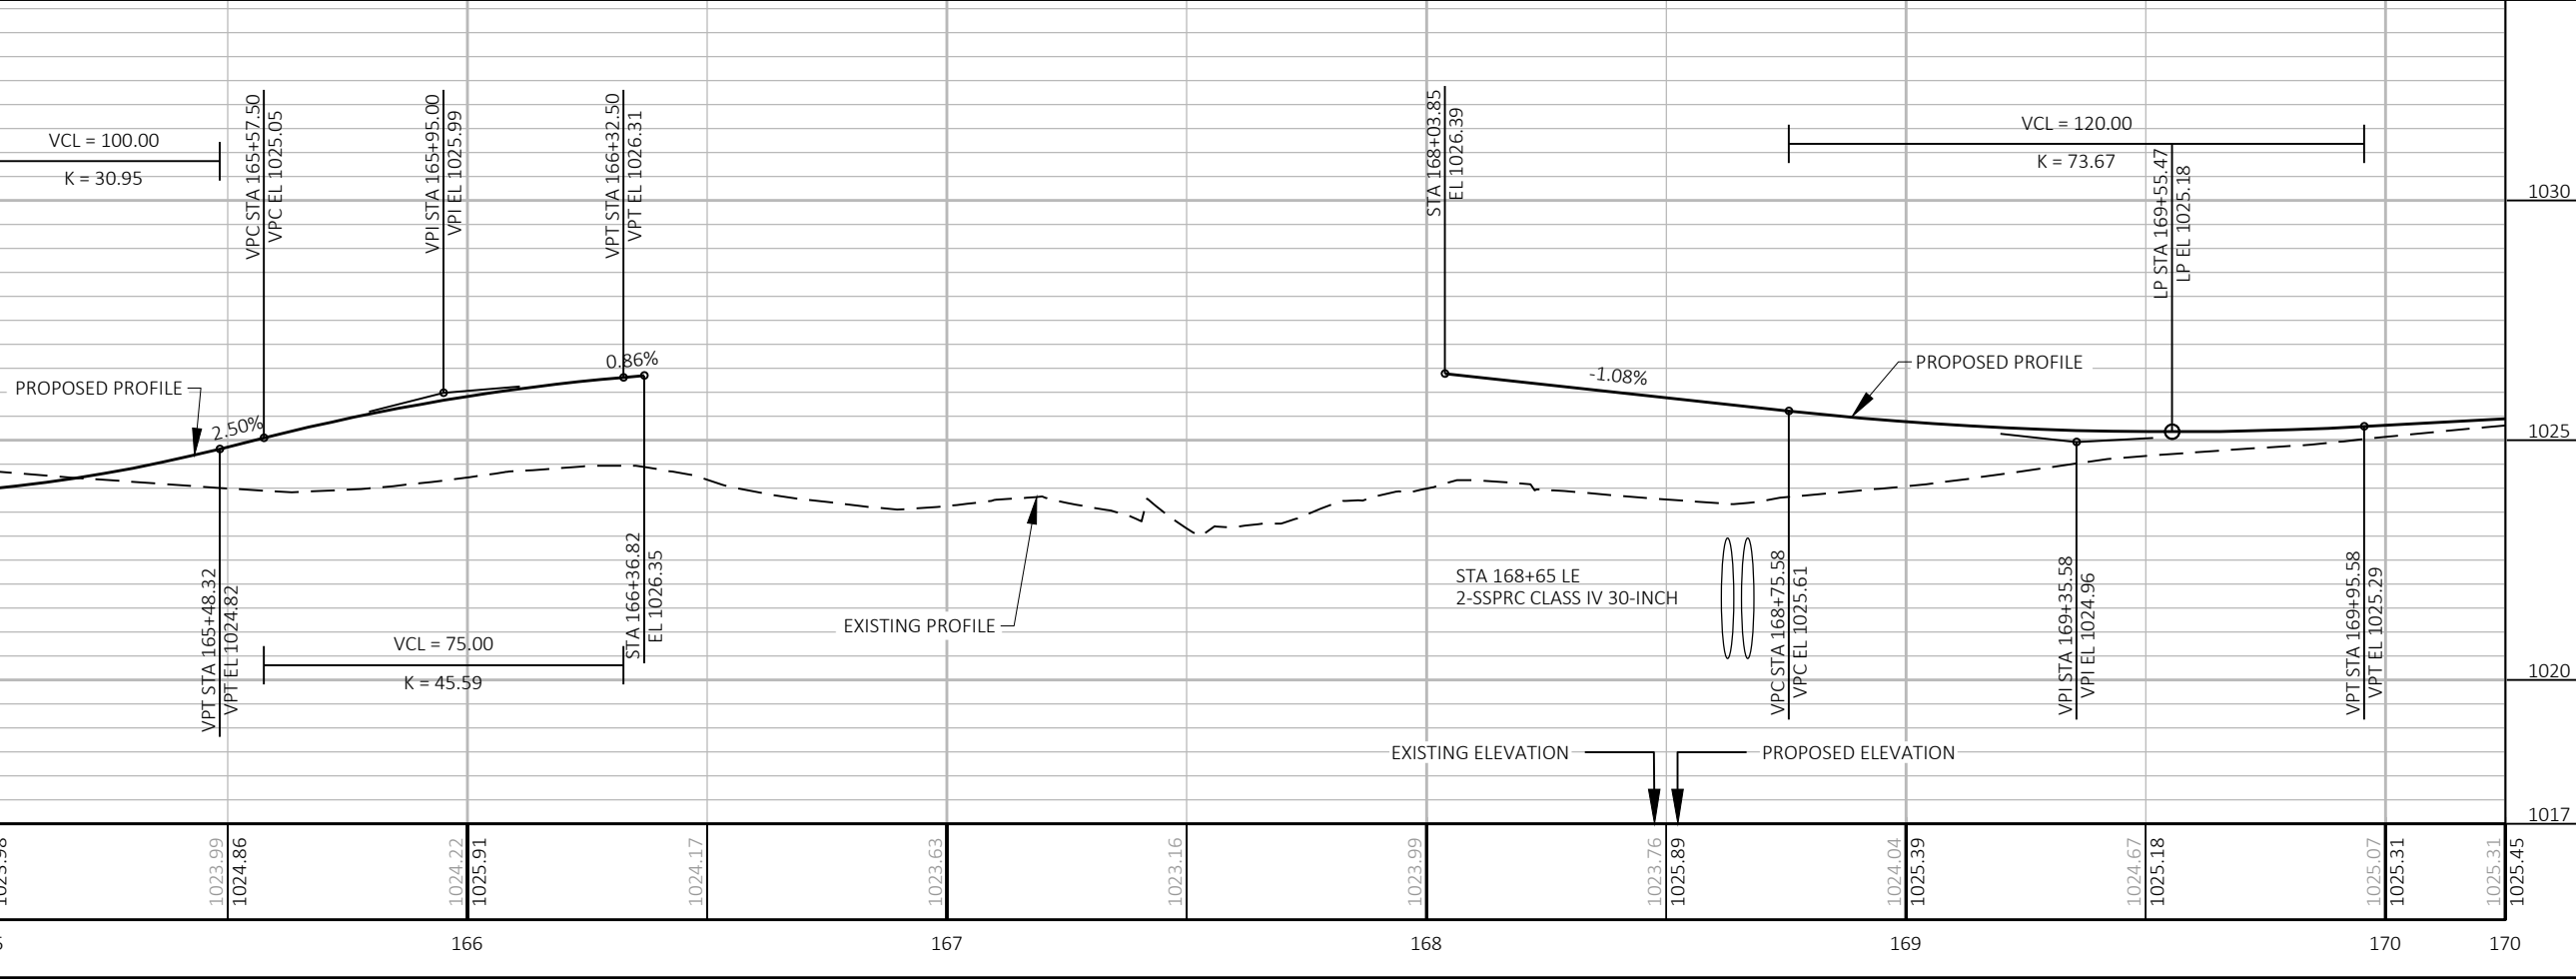 VCL = 100.00
K = 30.95
VPC STA 165+57.50
VPC EL 1025.05
VPI STA 165+95.00
VPI EL 1025.99
VPT STA 166+32.50
VPT EL 1026.31
STA 168+03.85
EL 1026.39
VCL = 120.00
K = 73.67
LP STA 169+55.47
LP EL 1025.18
1030
PROPOSED PROFILE
2.50%
0.86%
-1.08%
PROPOSED PROFILE
1025
VPT STA 165+48.32
VPT EL 1024.82
VCL = 75.00
K = 45.59
STA 166+36.82
EL 1026.35
EXISTING PROFILE
STA 168+65 LE
2-SSPRC CLASS IV 30-INCH
VPC STA 168+75.58
VPC EL 1025.61
VPI STA 169+35.58
VPI EL 1024.96
VPT STA 169+95.58
VPT EL 1025.29
1020
EXISTING ELEVATION
PROPOSED ELEVATION
1017
1023.99
1024.86
1024.22
1025.91
1024.17
1023.63
1023.16
1023.99
1023.76
1025.89
1024.04
1025.39
1024.67
1025.18
1025.07
1025.31
1025.31
1025.45
166
167
168
169
170
170